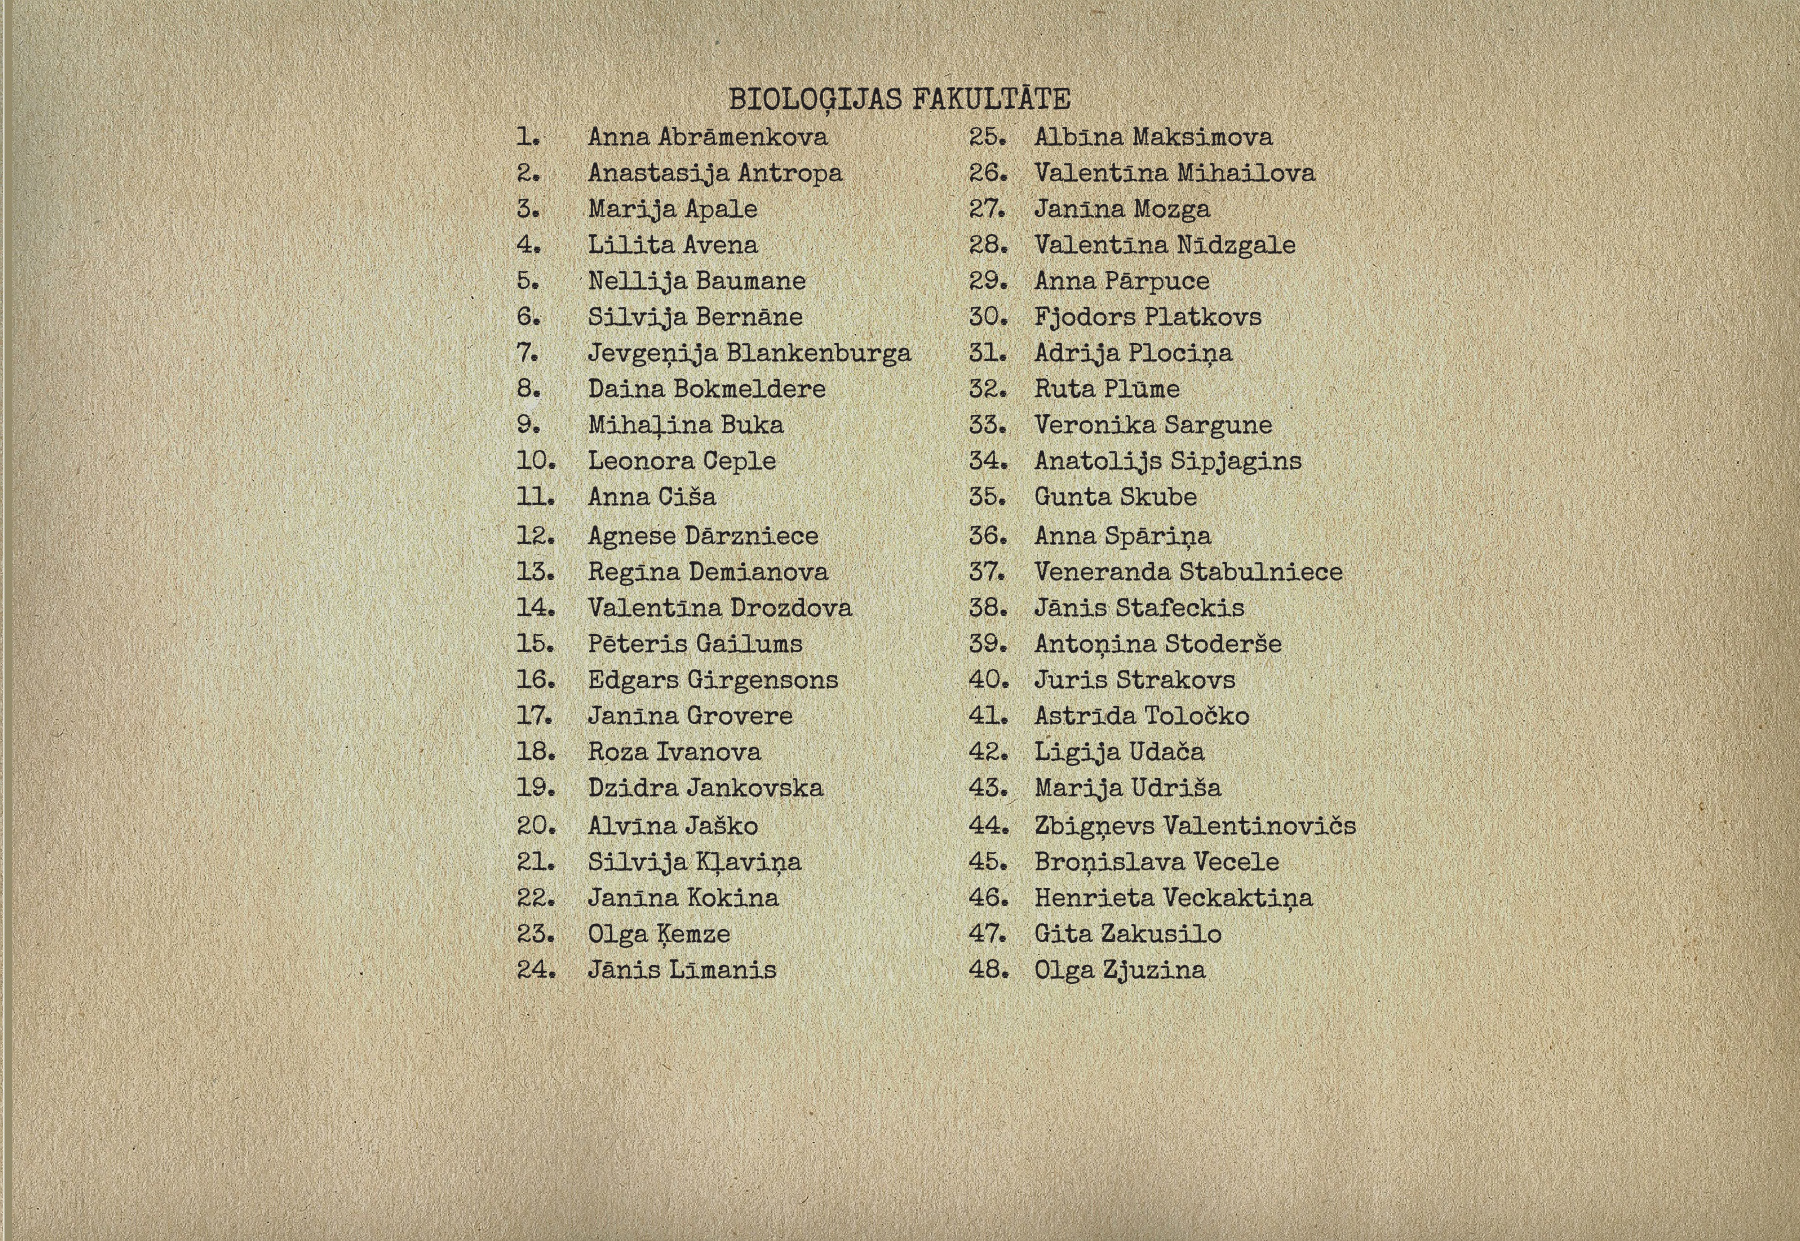 BIOLOĢIJAS FAKULTĀTE
1. Anna Abrāmenkova
2. Anastasija Antropa
3. Marija Apale
4. Lilita Avena
5. Nellija Baumane
6. Silvija Bernāne
7. Jevgeņija Blankenburga
8. Daina Bokmeldere
9. Mihaļina Buka
10. Leonora Ceple
11. Anna Ciša
12. Agnese Dārzniece
13. Regīna Demianova
14. Valentīna Drozdova
15. Pēteris Gailums
16. Edgars Girgensons
17. Janīna Grovere
18. Roza Ivanova
19. Dzidra Jankovska
20. Alvīna Jaško
21. Silvija Kļaviņa
22. Janīna Kokina
23. Olga Ķemze
24. Jānis Līmanis
25. Albīna Maksimova
26. Valentīna Mihailova
27. Janīna Mozga
28. Valentīna Nīdzgale
29. Anna Pārpuce
30. Fjodors Platkovs
31. Adrija Plociņa
32. Ruta Plūme
33. Veronika Sargune
34. Anatolijs Sipjagins
35. Gunta Skube
36. Anna Spāriņa
37. Veneranda Stabulniece
38. Jānis Stafeckis
39. Antoņina Stoderše
40. Juris Strakovs
41. Astrīda Toločko
42. Ligija Udača
43. Marija Udriša
44. Zbigņevs Valentinovičs
45. Broņislava Vecele
46. Henrieta Veckaktiņa
47. Gita Zakusilo
48. Olga Zjuzina